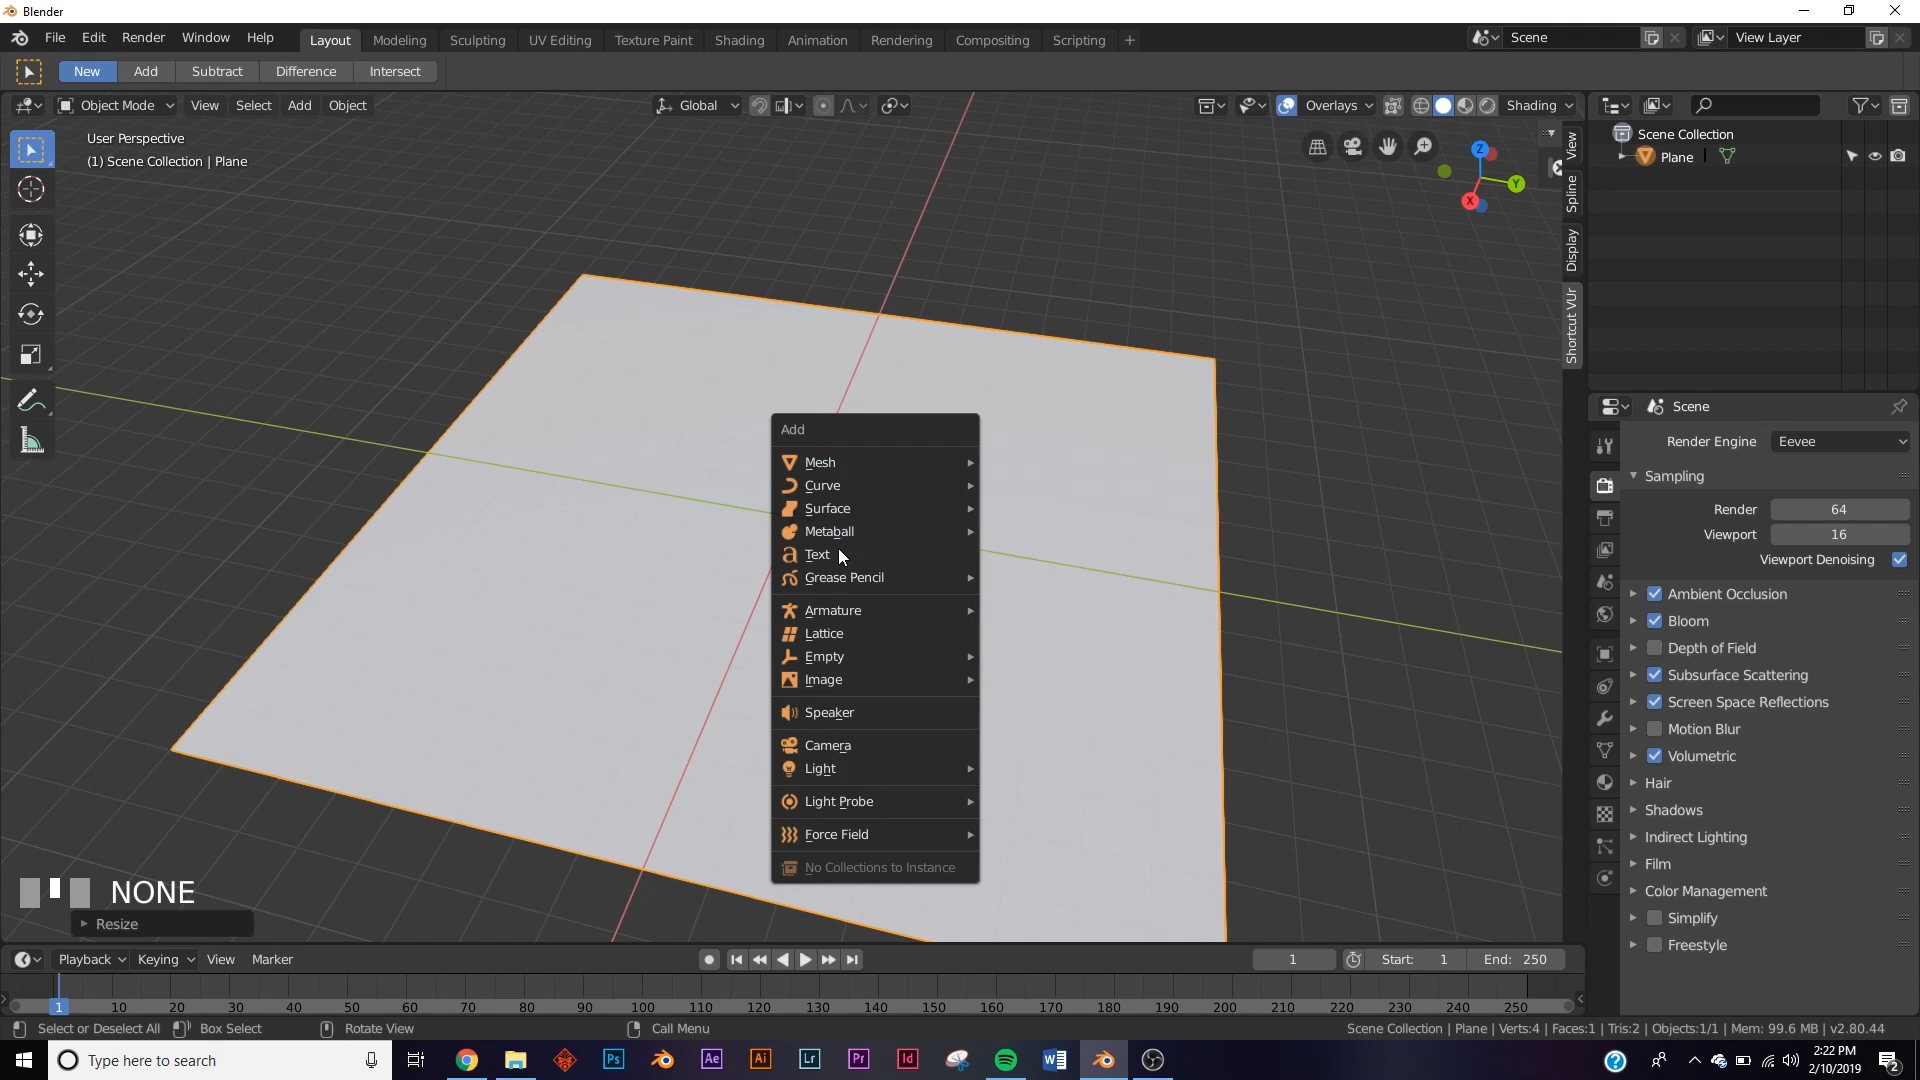 Blender
File Edit Render Window Help
Layout Modeling Sculpting UV Editing Texture Paint Shading Animation Rendering Compositing Scripting +
Scene
View Layer
New Add Subtract Difference Intersect
Object Mode View Select Add Object
Global
Overlays
Shading
User Perspective
(1) Scene Collection | Plane
Z
Y
X
View
Spline
Display
Shortcut VUr
Scene Collection
Plane
Add
Mesh
Curve
Surface
Metaball
Text
Grease Pencil
Armature
Lattice
Empty
Image
Speaker
Camera
Light
Light Probe
Force Field
No Collections to Instance
Scene
Render Engine Eevee
Sampling
Render 64
Viewport 16
Viewport Denoising
Ambient Occlusion
Bloom
Depth of Field
Subsurface Scattering
Screen Space Reflections
Motion Blur
Volumetric
Hair
Shadows
Indirect Lighting
Film
Color Management
Simplify
Freestyle
NONE
Resize
Playback Keying View Marker
1
Start: 1
End: 250
1 10 20 30 40 50 60 70 80 90 100 110 120 130 140 150 160 170 180 190 200 210 220 230 240 250
Select or Deselect All Box Select Rotate View Call Menu
Scene Collection | Plane | Verts:4 | Faces:1 | Tris:2 | Objects:1/1 | Mem: 99.6 MB | v2.80.44
Type here to search
Ps
Ae
Ai
Lr
Pr
Id
2:22 PM
2/10/2019
2